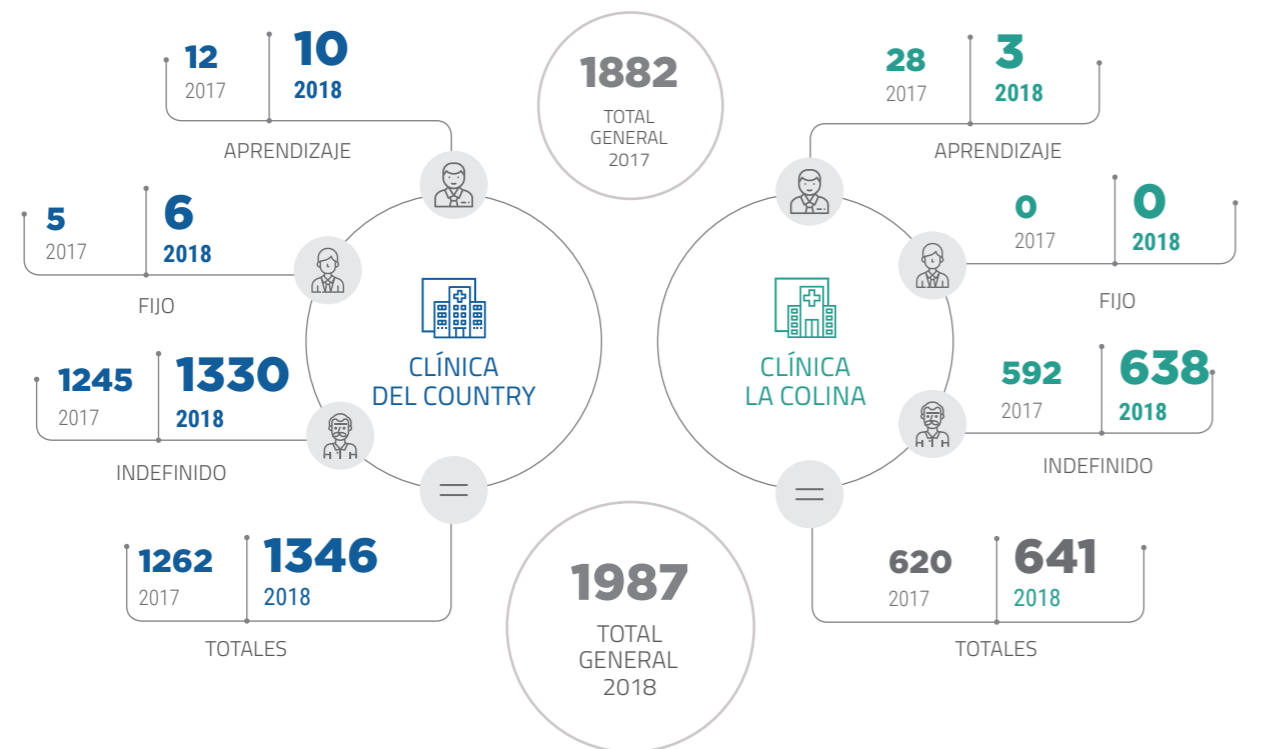 12
2017
10
2018
APRENDIZAJE
5
2017
6
2018
FIJO
1245
2017
1330
2018
INDEFINIDO
1262
2017
1346
2018
TOTALES
CLÍNICA
DEL COUNTRY
1882
TOTAL
GENERAL
2017
1987
TOTAL
GENERAL
2018
28
2017
3
2018
APRENDIZAJE
0
2017
0
2018
FIJO
592
2017
638
2018
INDEFINIDO
620
2017
641
2018
TOTALES
CLÍNICA
LA COLINA